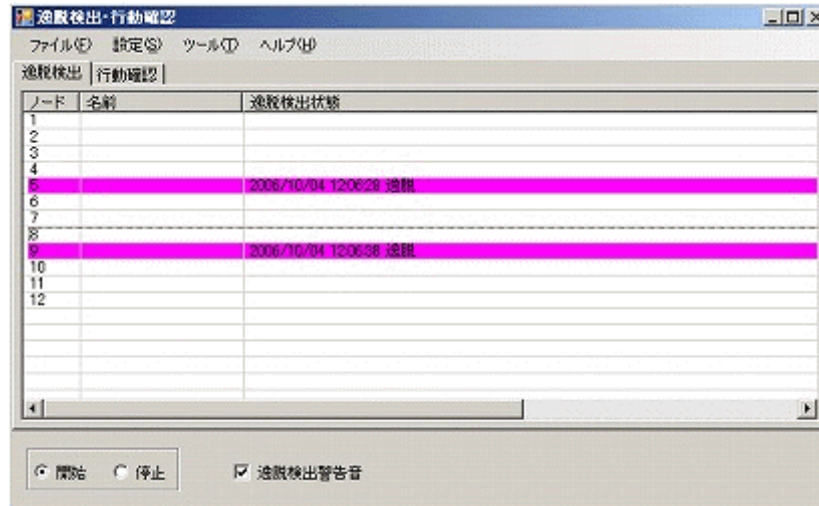 逸脱検出・行動確認
ファイル(F) 設定(S) ツール(T) ヘルプ(H)
逸脱検出 行動確認
ノード 名前 逸脱検出状態
1
2
3
4
5 2006/10/04 12:06:28 逸脱
6
7
8
9 2006/10/04 12:06:38 逸脱
10
11
12
開始 停止 逸脱検出警告音